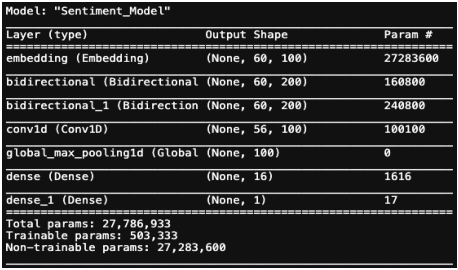 Model: "Sentiment_Model"
Layer (type) Output Shape Param #
embedding (Embedding) (None, 60, 100) 27283600
bidirectional (Bidirectional (None, 60, 200) 160800
bidirectional_1 (Bidirection (None, 60, 200) 240800
conv1d (Conv1D) (None, 56, 100) 100100
global_max_pooling1d (Global (None, 100) 0
dense (Dense) (None, 16) 1616
dense_1 (Dense) (None, 1) 17
Total params: 27,786,933
Trainable params: 503,333
Non-trainable params: 27,283,600